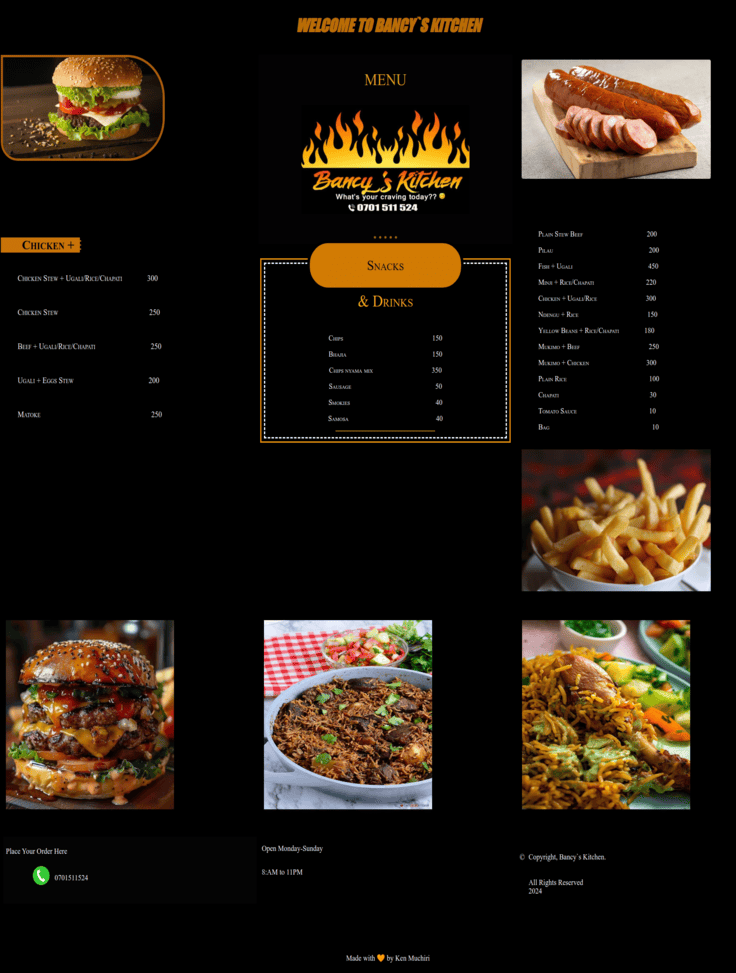 WELCOME TO BANCY`S KITCHEN
MENU
Bancy's Kitchen
What's your craving today??
0701 511 524
Chicken +
Chicken Stew + Ugali/Rice/Chapati 300
Chicken Stew 250
Beef + Ugali/Rice/Chapati 250
Ugali + Eggs Stew 200
Matoke 250
Snacks
& Drinks
Chips 150
Bhajia 150
Chips nyama mix 350
Sausage 50
Smokies 40
Samosa 40
Plain Stew Beef 200
Pilau 200
Fish + Ugali 450
Minji + Rice/Chapati 220
Chicken + Ugali/Rice 300
Ndengu + Rice 150
Yellow Beans + Rice/Chapati 180
Mukimo + Beef 250
Mukimo + Chicken 300
Plain Rice 100
Chapati 30
Tomato Sauce 10
Bag 10
Place Your Order Here
0701511524
Open Monday-Sunday
8:AM to 11PM
© Copyright, Bancy`s Kitchen.
All Rights Reserved
2024
Made with 🧡 by Ken Muchiri